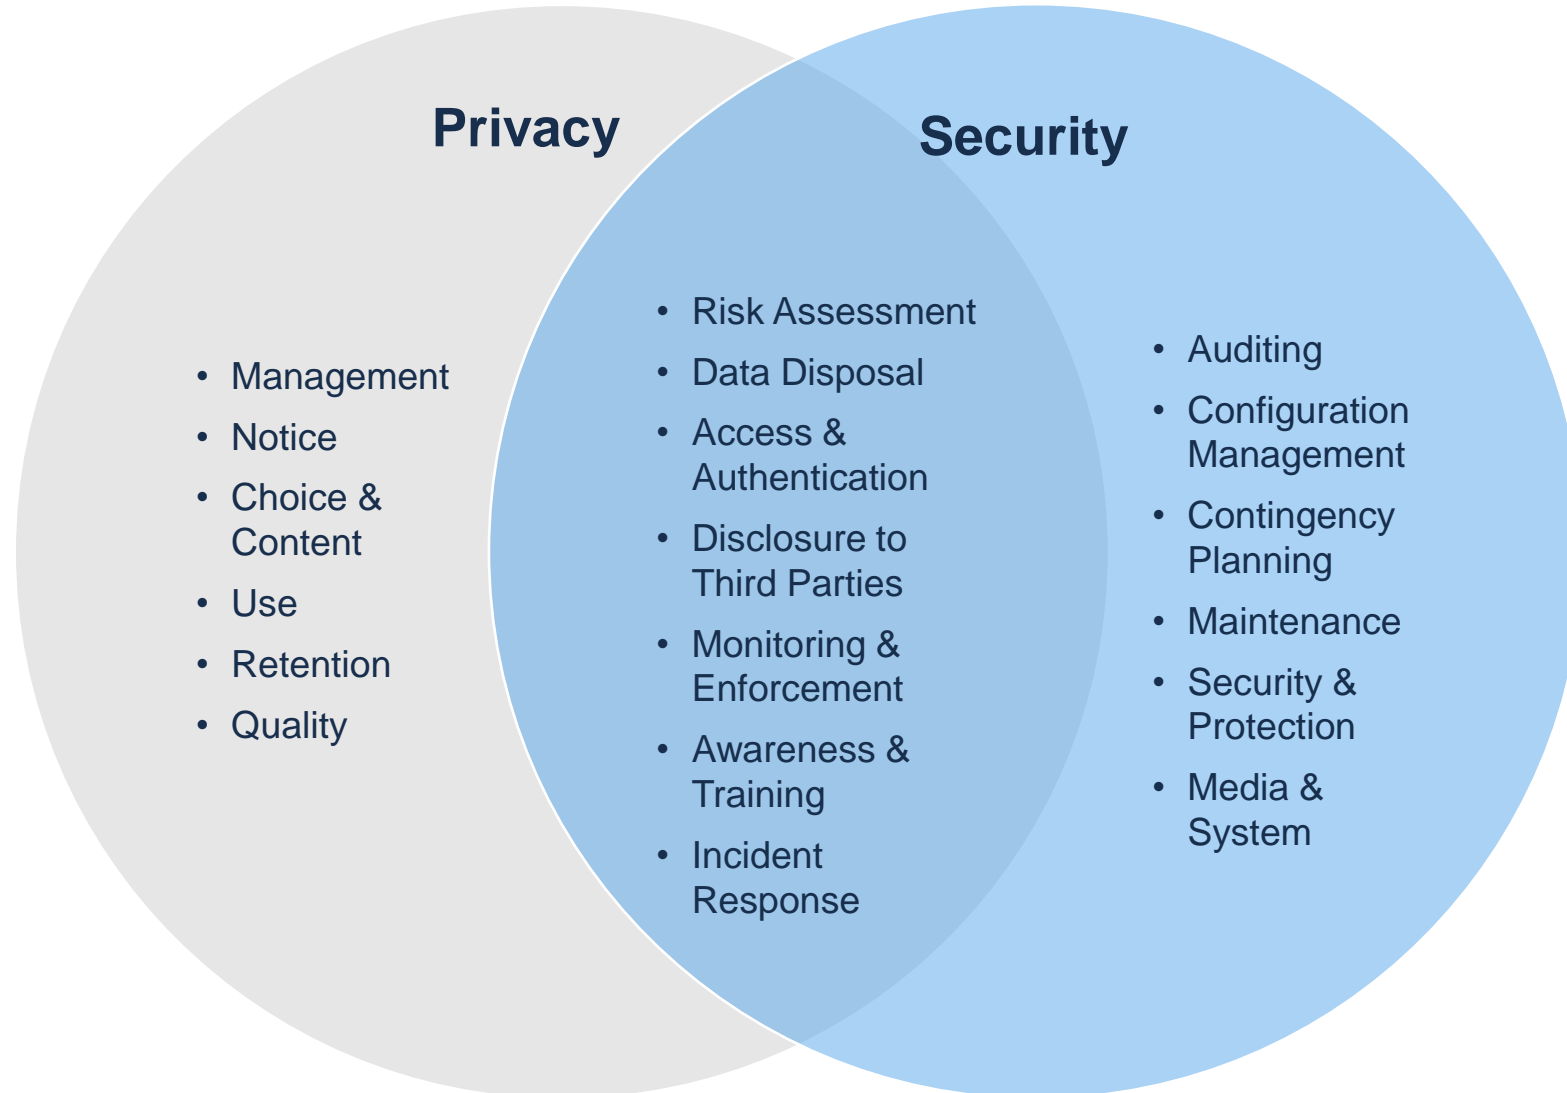 Privacy
• Management
• Notice
• Choice &
Content
• Use
• Retention
• Quality
• Risk Assessment
• Data Disposal
• Access &
Authentication
• Disclosure to
Third Parties
• Monitoring &
Enforcement
• Awareness &
Training
• Incident
Response
Security
• Auditing
• Configuration
Management
• Contingency
Planning
• Maintenance
• Security &
Protection
• Media &
System